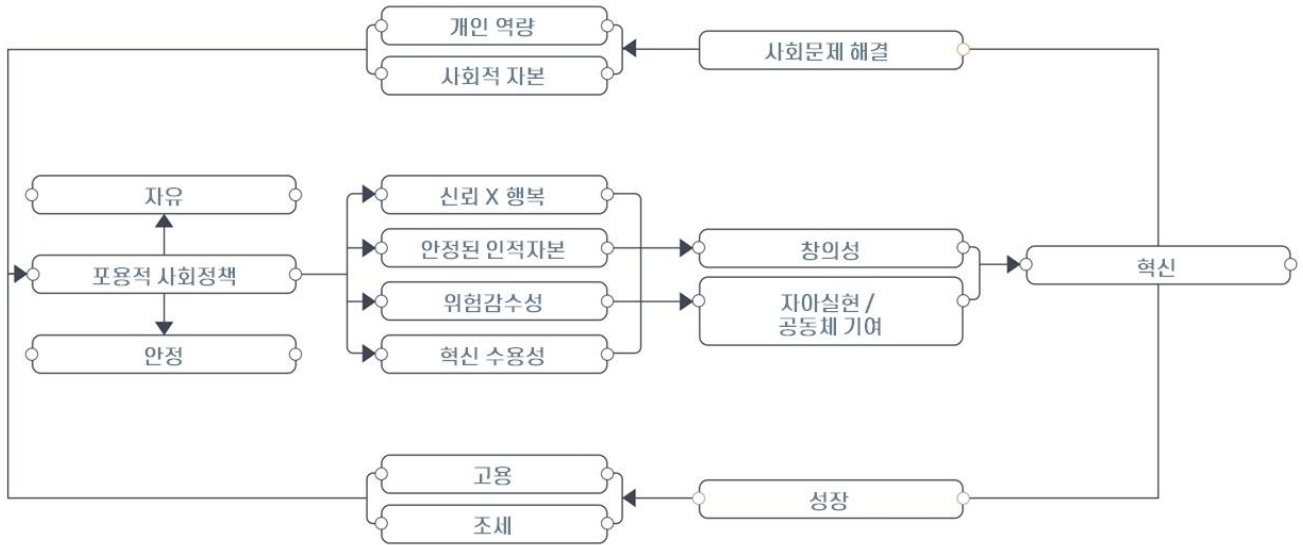 개인 역량
사회적 자본
사회문제 해결
자유
포용적 사회정책
안정
신뢰 X 행복
안정된 인적자본
위험감수성
혁신 수용성
창의성
자아실현 /
공동체 기여
혁신
고용
조세
성장